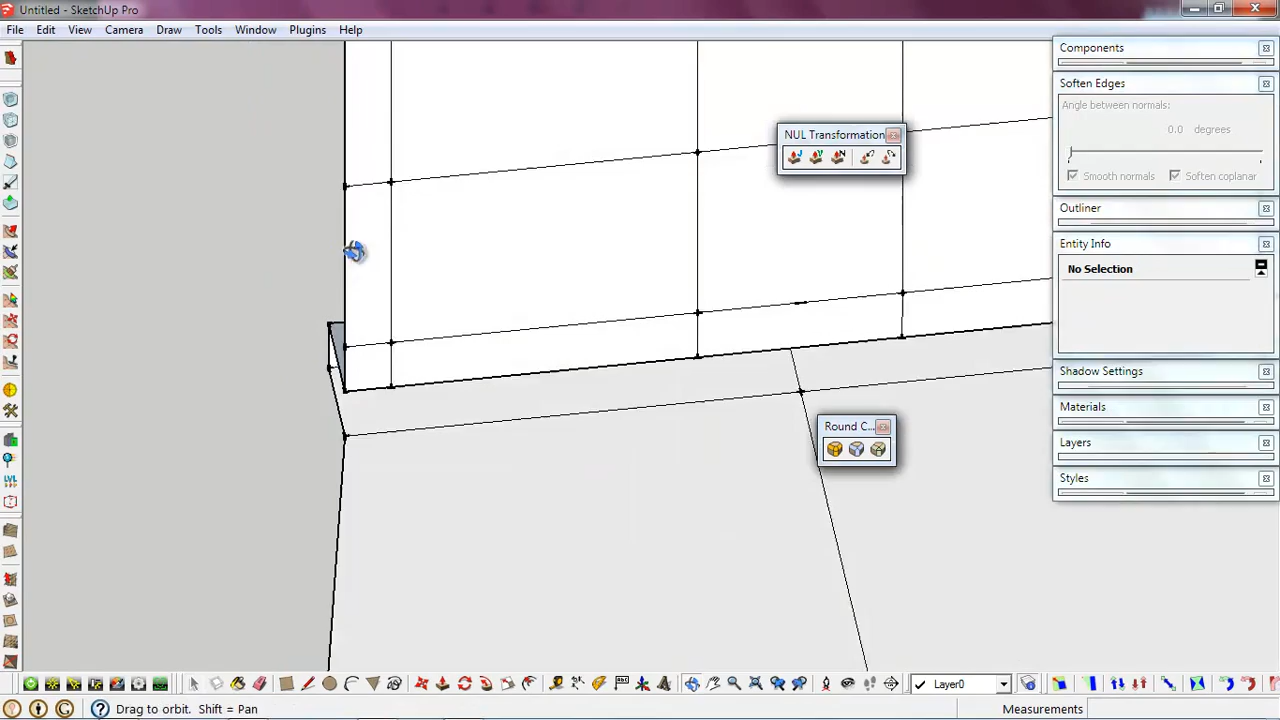 Untitled - SketchUp Pro
File Edit View Camera Draw Tools Window Plugins Help
Components
Soften Edges
Angle between normals:
0.0 degrees
Smooth normals Soften coplanar
Outliner
Entity Info
No Selection
Shadow Settings
Materials
Layers
Styles
NUL Transformation
Round C...
LVL
Layer0
Drag to orbit. Shift = Pan
Measurements